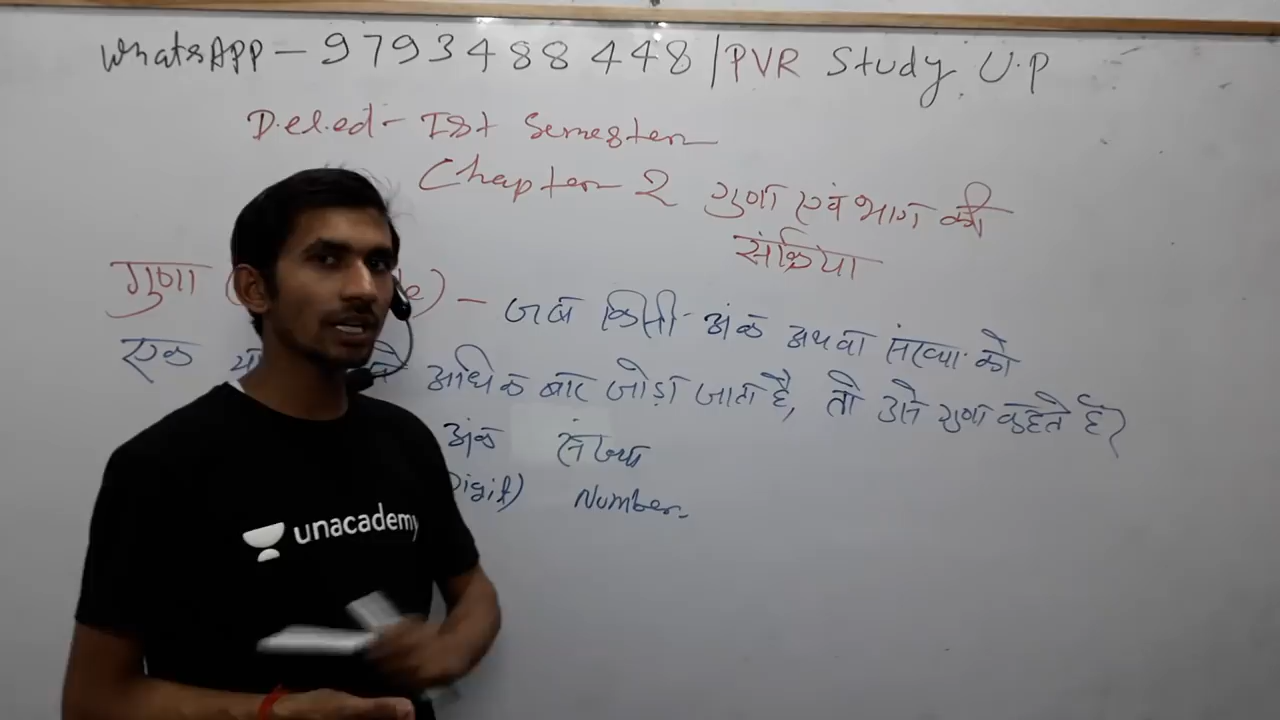 WhatsAPP - 9793488448 | PVR Study U.P
D.el.ed - Ist Semester
Chapter 2 गुणा एवं भाग की
संक्रिया
गुणा ( e) - जब किसी अंक अथवा संख्या को
एक या अधिक बार जोड़ा जाता है, तो उसे गुणा कहते है।
अंक संख्या
Digit) Number
unacademy